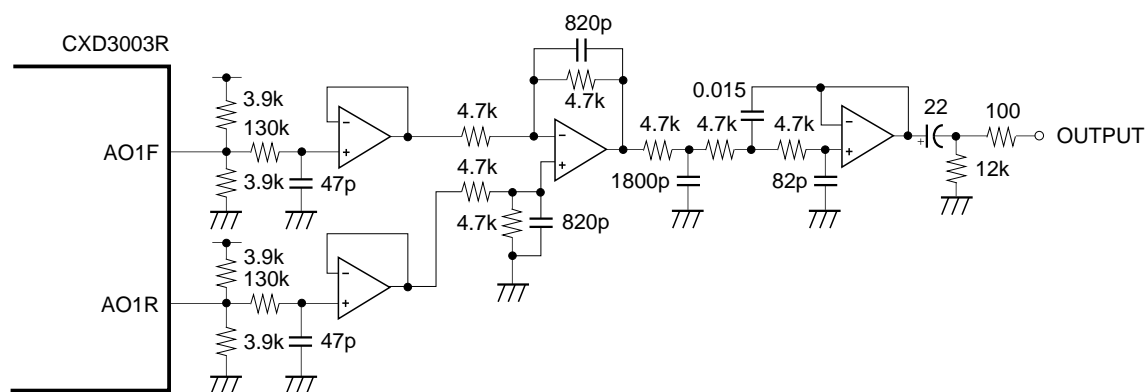 CXD3003R
AO1F
3.9k
130k
3.9k
47p
4.7k
820p
4.7k
4.7k
4.7k
820p
4.7k
1800p
4.7k
0.015
4.7k
82p
22
+
100
12k
OUTPUT
AO1R
3.9k
130k
3.9k
47p
−
+
−
+
−
+
−
+